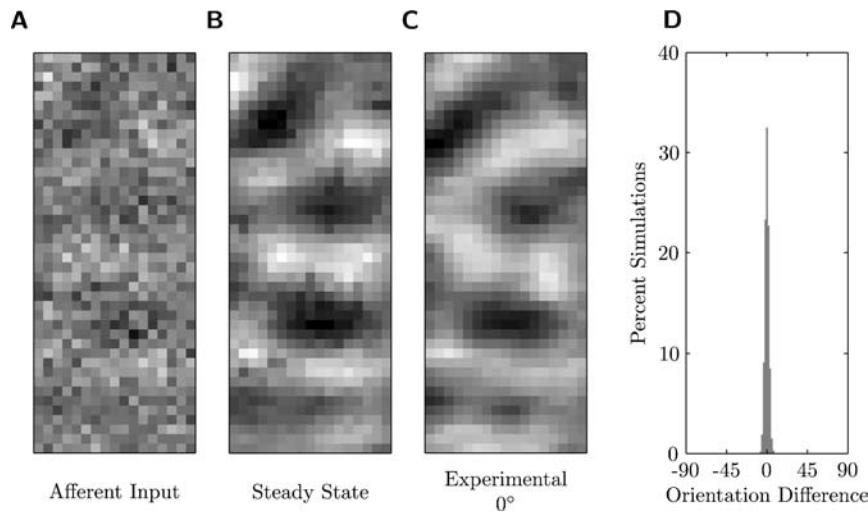 A
B
C
D
40
30
20
10
0
Percent Simulations
-90 -45 0 45 90
Orientation Difference
Afferent Input
Steady State
Experimental
0°